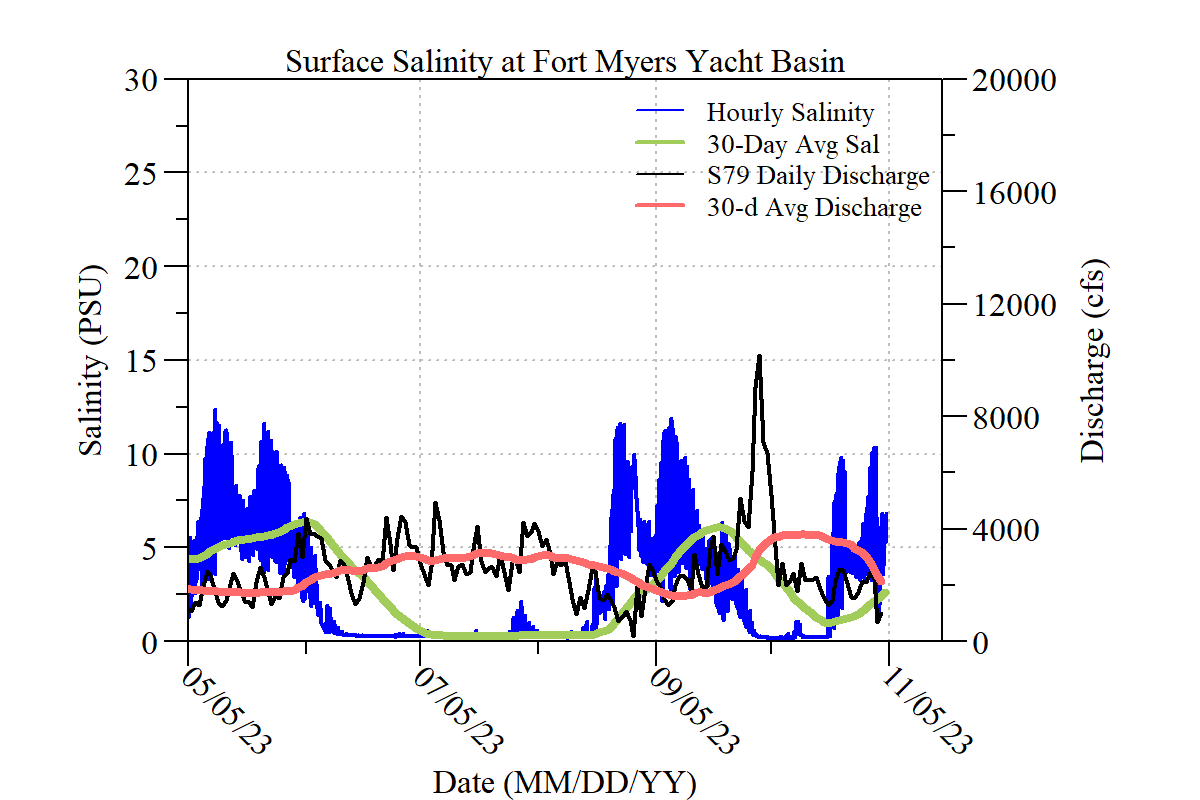 Surface Salinity at Fort Myers Yacht Basin
30
25
20
15
10
5
0
Salinity (PSU)
Hourly Salinity
30-Day Avg Sal
S79 Daily Discharge
30-d Avg Discharge
20000
16000
12000
8000
4000
0
Discharge (cfs)
05/05/23
07/05/23
09/05/23
11/05/23
Date (MM/DD/YY)